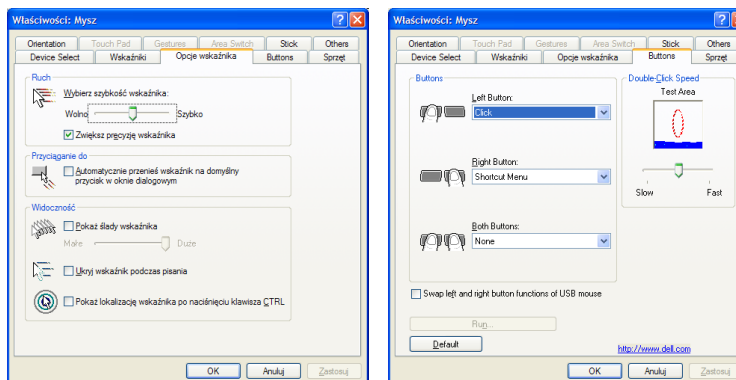 Właściwości: Mysz
Orientation Touch Pad Gestures Area Switch Stick Others
Device Select Wskaźniki Opcje wskaźnika Buttons Sprzęt
Ruch
Wybierz szybkość wskaźnika:
Wolno Szybko
Zwiększ precyzję wskaźnika
Przyciąganie do
Automatycznie przenieś wskaźnik na domyślny
przycisk w oknie dialogowym
Widoczność
Pokaż ślady wskaźnika
Małe Duże
Ukryj wskaźnik podczas pisania
Pokaż lokalizację wskaźnika po naciśnięciu klawisza CTRL
OK Anuluj Zastosuj
Właściwości: Mysz
Orientation Touch Pad Gestures Area Switch Stick Others
Device Select Wskaźniki Opcje wskaźnika Buttons Sprzęt
Buttons
Left Button:
Click
Right Button:
Shortcut Menu
Both Buttons:
None
Double-Click Speed
Test Area
Slow Fast
Swap left and right button functions of USB mouse
Run...
Default
http://www.dell.com
OK Anuluj Zastosuj